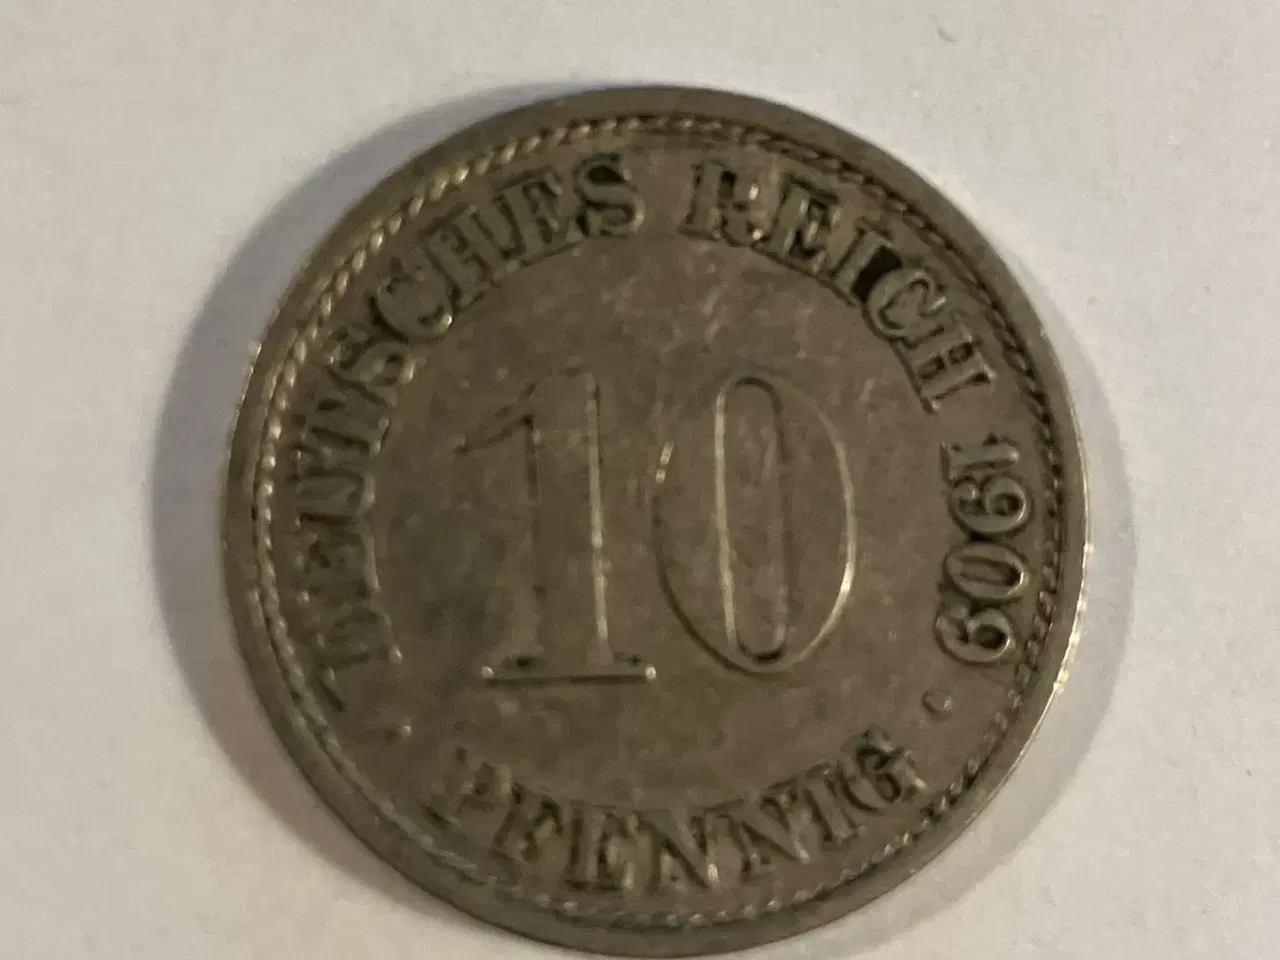 DEUTSCHES REICH 1909
10
PFENNIG